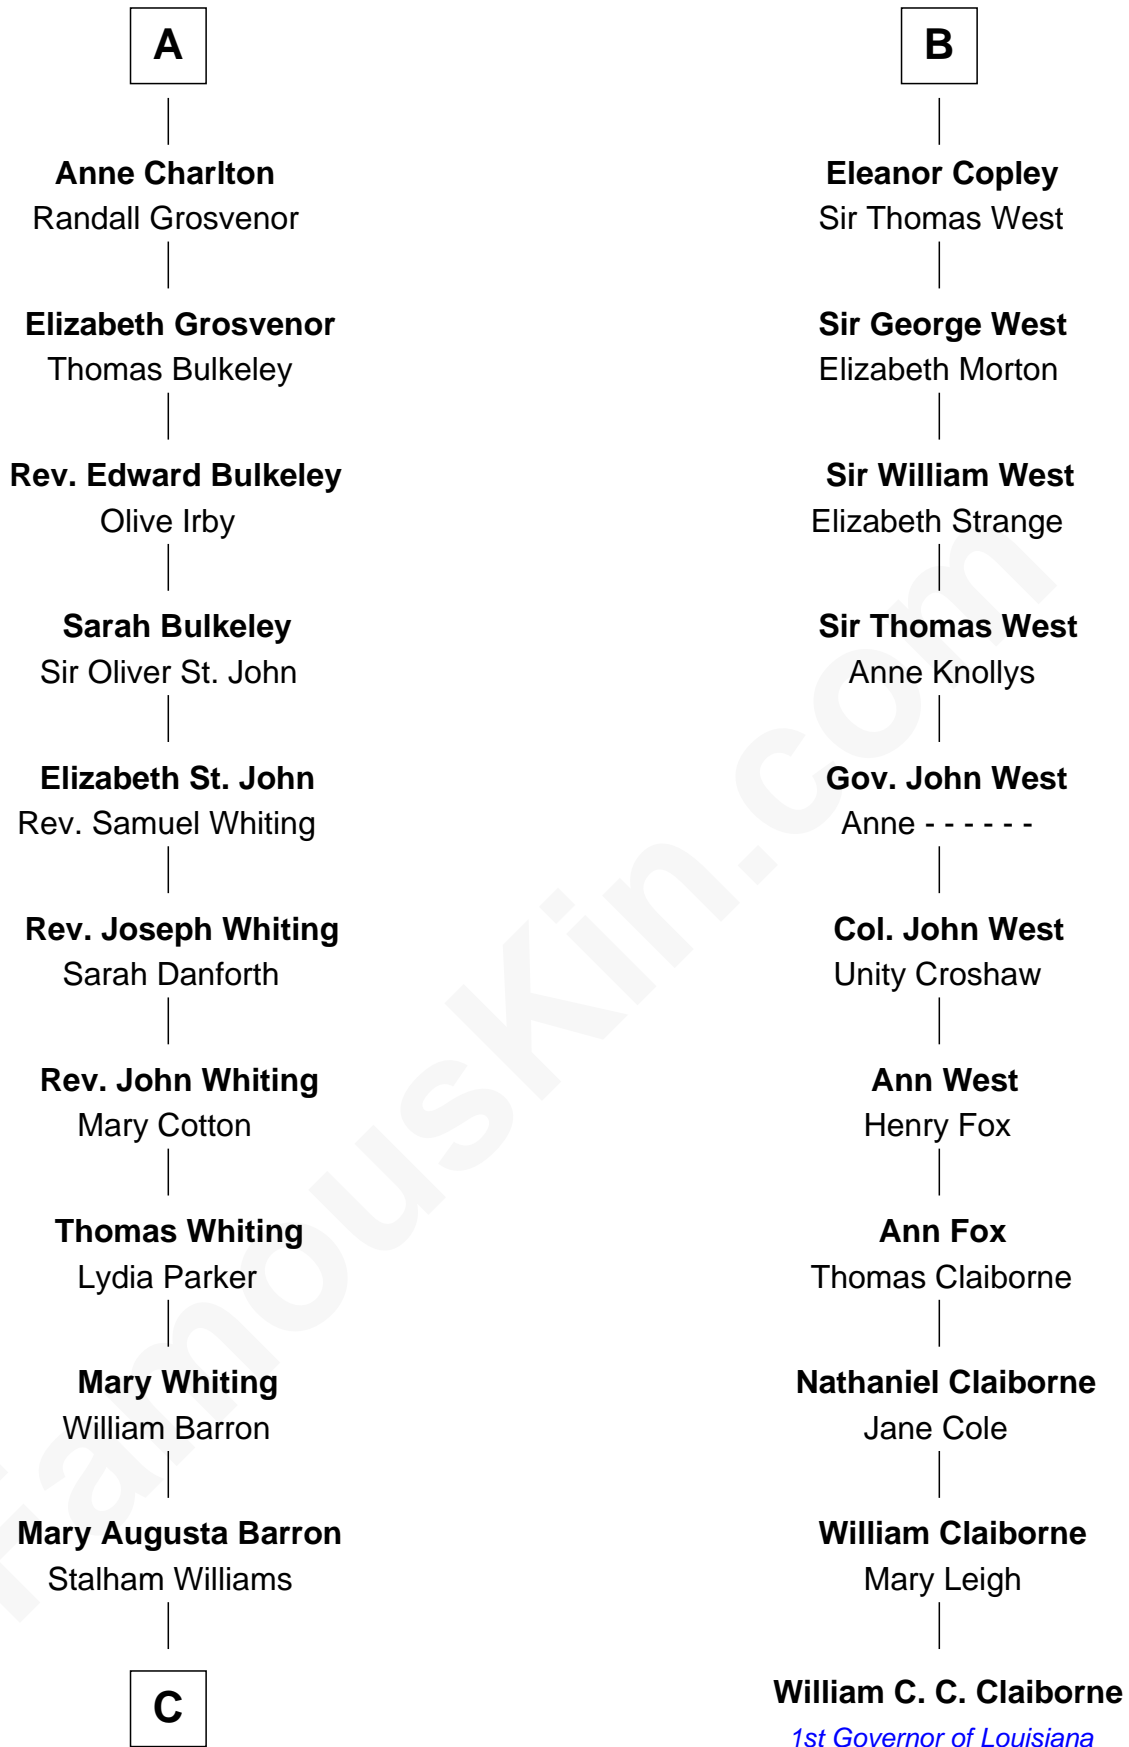 A
Anne Charlton
Randall Grosvenor
Elizabeth Grosvenor
Thomas Bulkeley
Rev. Edward Bulkeley
Olive Irby
Sarah Bulkeley
Sir Oliver St. John
Elizabeth St. John
Rev. Samuel Whiting
Rev. Joseph Whiting
Sarah Danforth
Rev. John Whiting
Mary Cotton
Thomas Whiting
Lydia Parker
Mary Whiting
William Barron
Mary Augusta Barron
Stalham Williams
C
B
Eleanor Copley
Sir Thomas West
Sir George West
Elizabeth Morton
Sir William West
Elizabeth Strange
Sir Thomas West
Anne Knollys
Gov. John West
Anne - - - - - -
Col. John West
Unity Croshaw
Ann West
Henry Fox
Ann Fox
Thomas Claiborne
Nathaniel Claiborne
Jane Cole
William Claiborne
Mary Leigh
William C. C. Claiborne
1st Governor of Louisiana
FamousKin.com